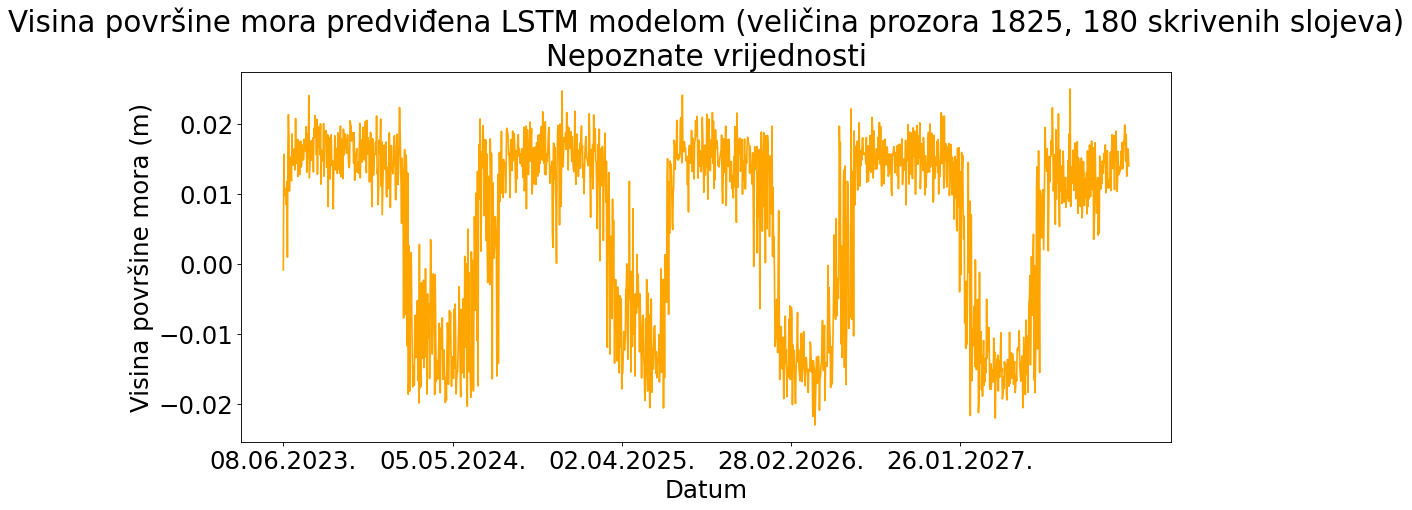 Visina površine mora predviđena LSTM modelom (veličina prozora 1825, 180 skrivenih slojeva)
Nepoznate vrijednosti
Visina površine mora (m)
0.02
0.01
0.00
−0.01
−0.02
08.06.2023. 05.05.2024. 02.04.2025. 28.02.2026. 26.01.2027.
Datum